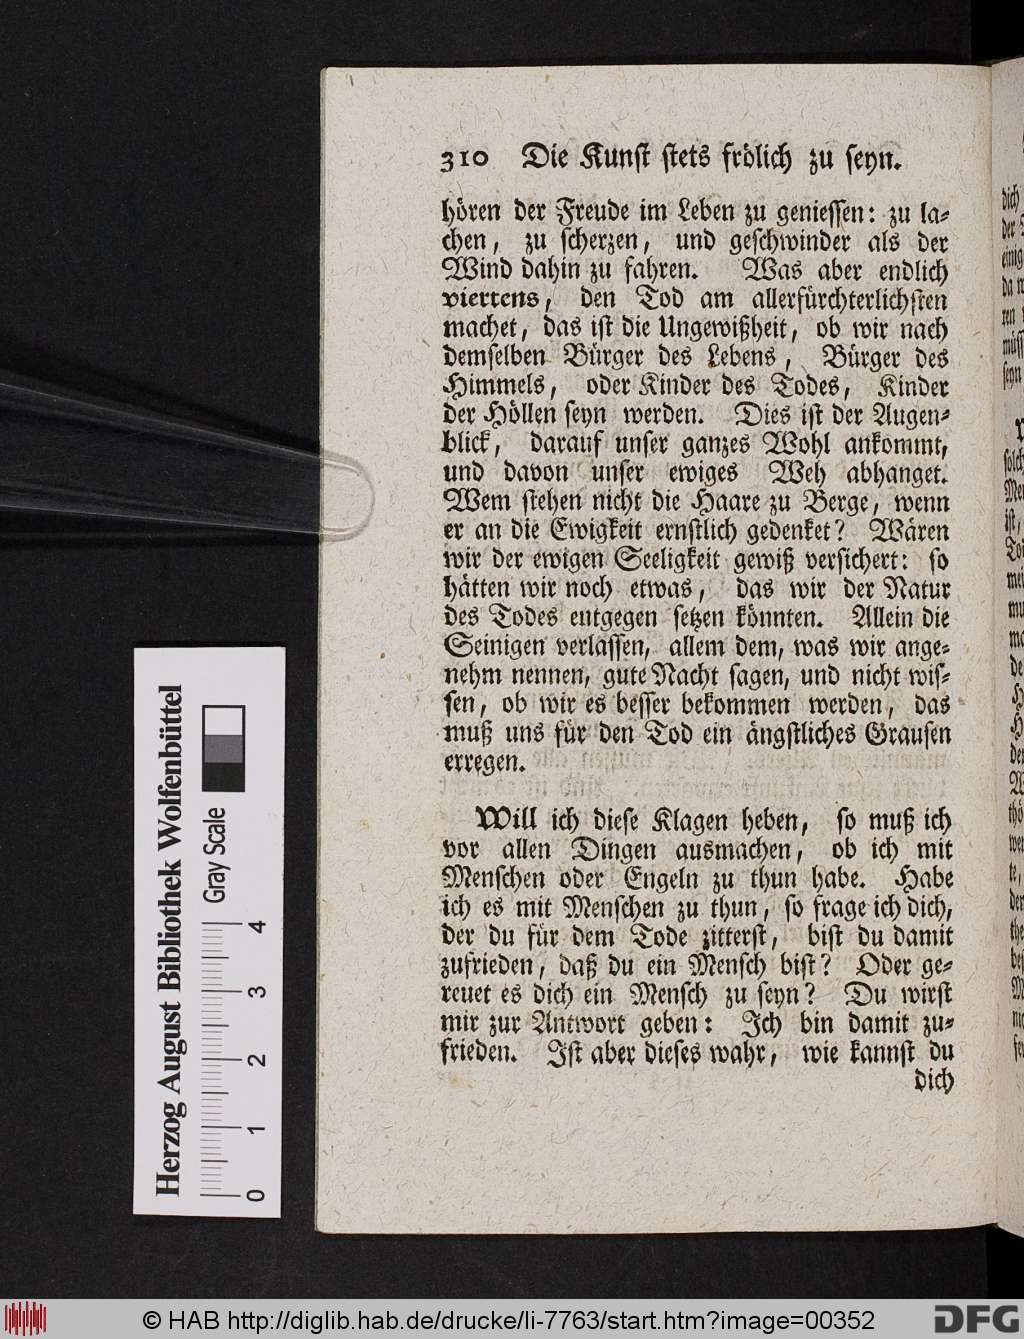 310 Die Kunst stets frölich zu seyn.
hören der Freude im Leben zu geniessen: zu la-
chen, zu scherzen, und geschwinder als der
Wind dahin zu fahren. Was aber endlich
viertens, den Tod am allerfürchterlichsten
machet, das ist die Ungewißheit, ob wir nach
demselben Bürger des Lebens, Bürger des
Himmels, oder Kinder des Todes, Kinder
der Höllen seyn werden. Dies ist der Augen-
blick, darauf unser ganzes Wohl ankommt,
und davon unser ewiges Weh abhanget.
Wem stehen nicht die Haare zu Berge, wenn
er an die Ewigkeit ernstlich gedenket? Wären
wir der ewigen Seeligkeit gewiß versichert: so
hätten wir noch etwas, das wir der Natur
des Todes entgegen setzen könnten. Allein die
Seinigen verlassen, allem dem, was wir ange-
nehm nennen, gute Nacht sagen, und nicht wis-
sen, ob wir es besser bekommen werden, das
muß uns für den Tod ein ängstliches Grausen
erregen.
Will ich diese Klagen heben, so muß ich
vor allen Dingen ausmachen, ob ich mit
Menschen oder Engeln zu thun habe. Habe
ich es mit Menschen zu thun, so frage ich dich,
der du für dem Tode zitterst, bist du damit
zufrieden, daß du ein Mensch bist? Oder ge-
reuet es dich ein Mensch zu seyn? Du wirst
mir zur Antwort geben: Ich bin damit zu-
frieden. Ist aber dieses wahr, wie kannst du
dich
Herzog August Bibliothek Wolfenbüttel
Gray Scale
0 1 2 3 4
© HAB http://diglib.hab.de/drucke/li-7763/start.htm?image=00352
DFG